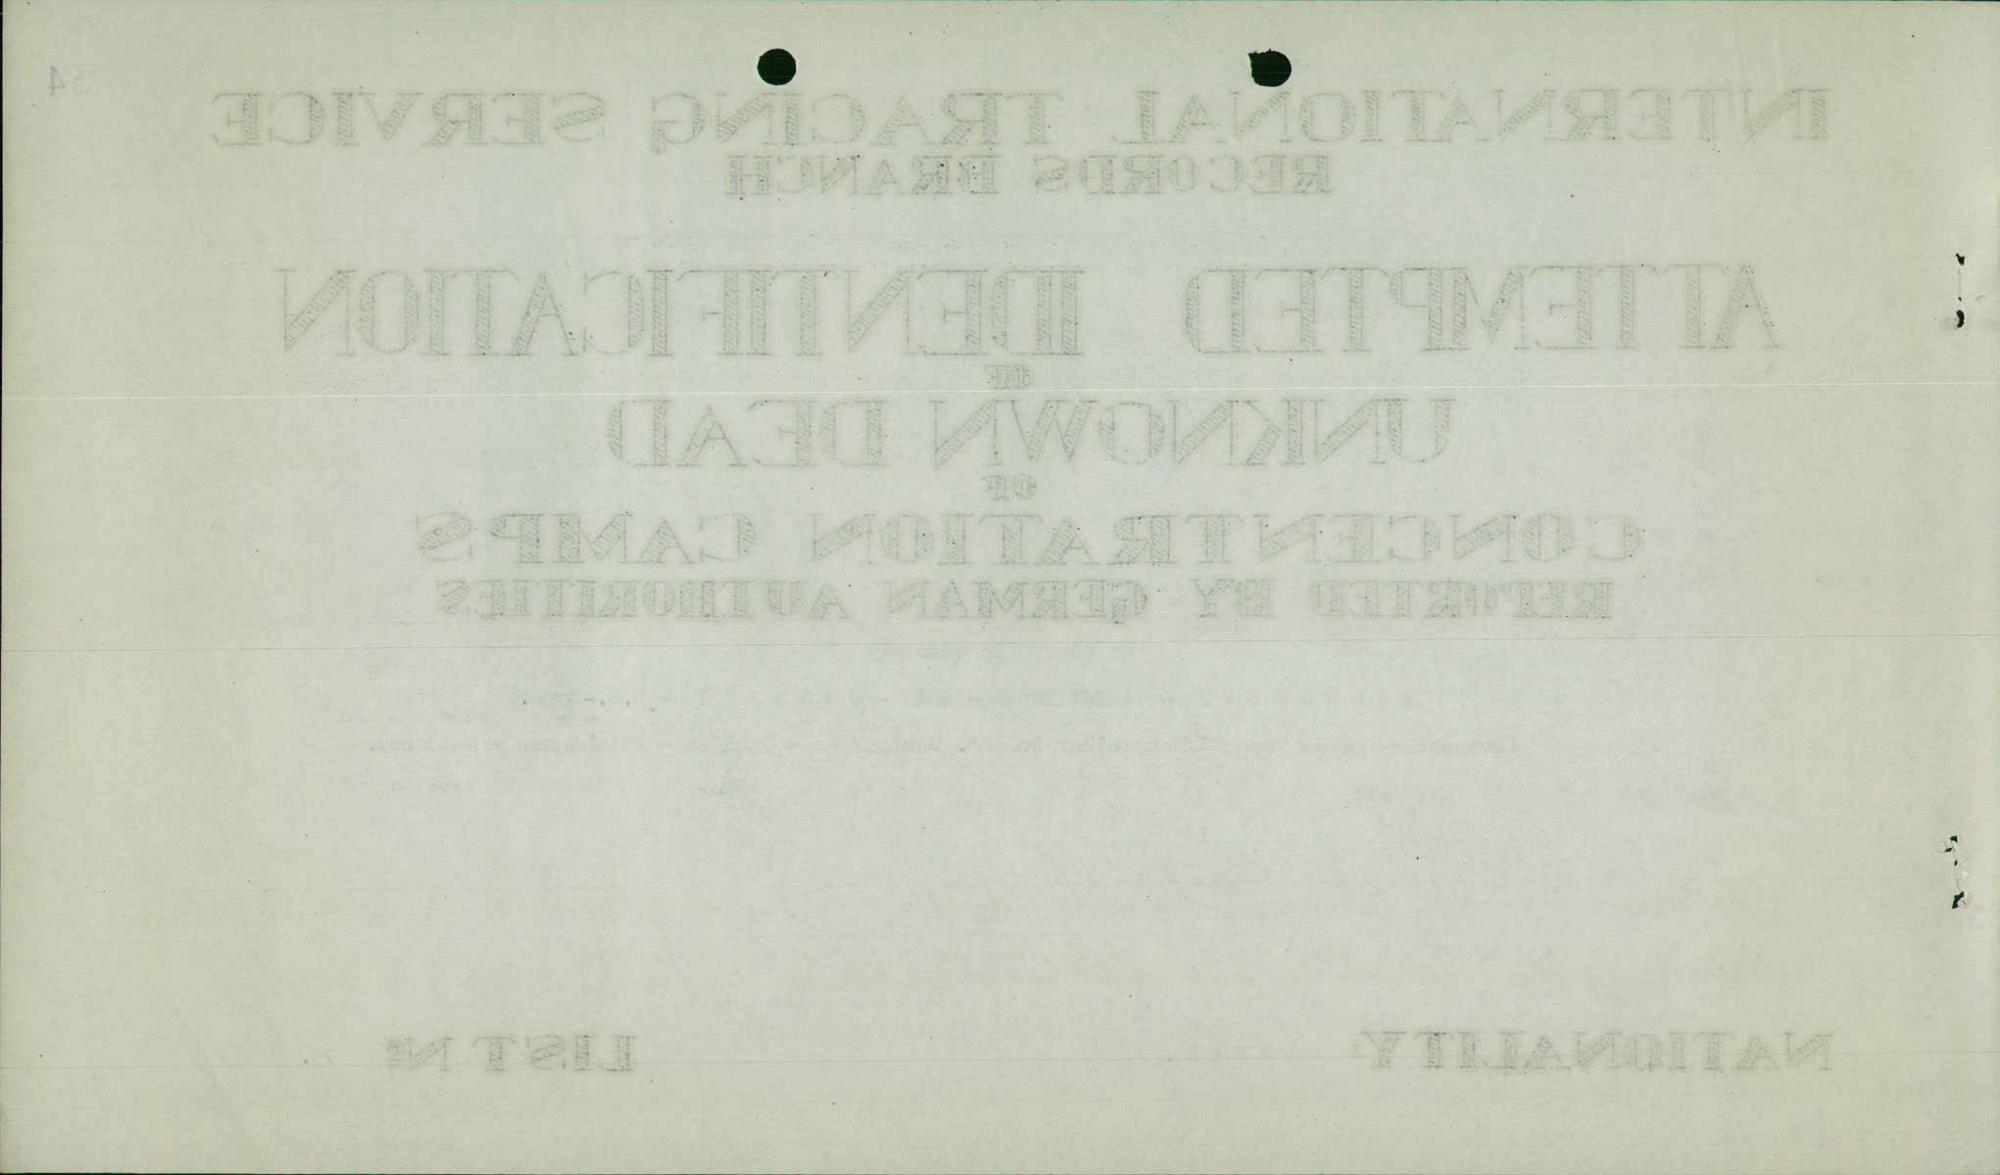 34
INTERNATIONAL TRACING SERVICE
RECORDS BRANCH
ATTEMPTED IDENTIFICATION
OF
UNKNOWN DEAD
OF
CONCENTRATION CAMPS
REPORTED BY GERMAN AUTHORITIES
NATIONALITY:
LIST No